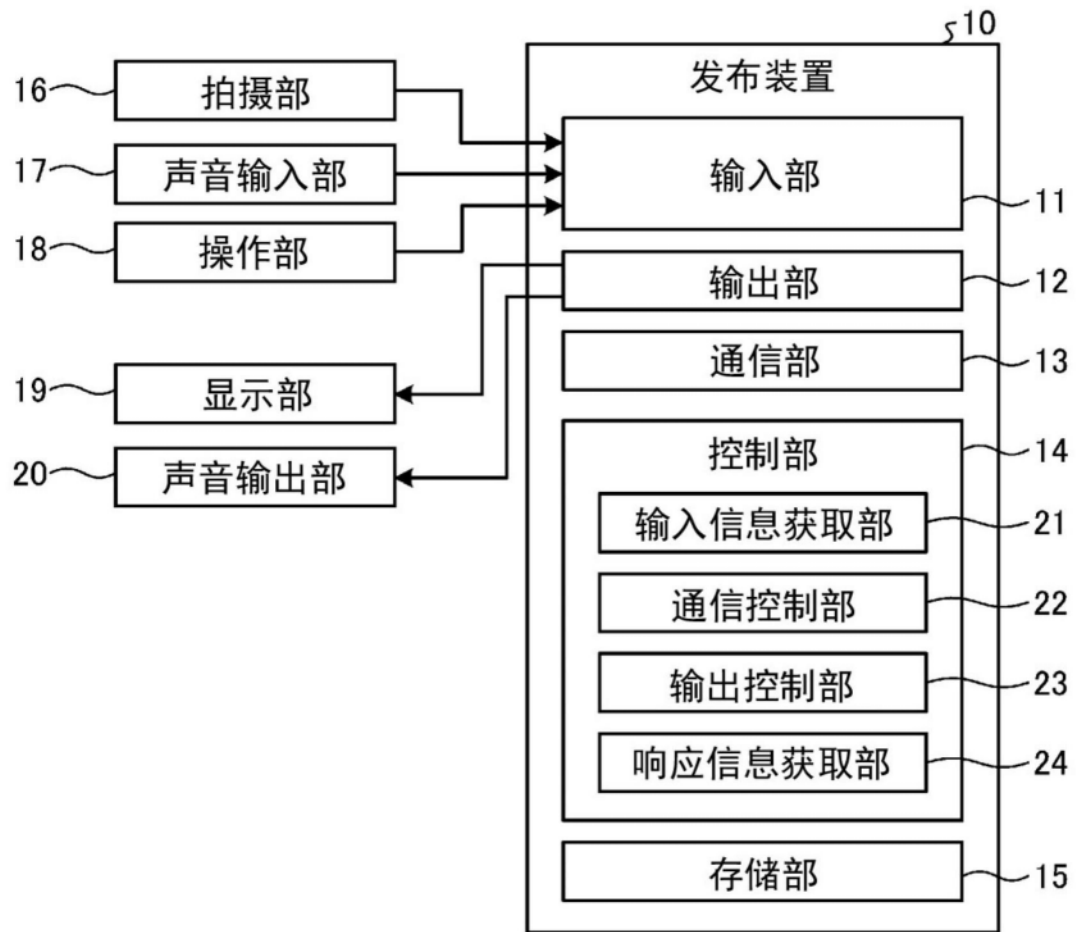 10
发布装置
16
拍摄部
17
声音输入部
18
操作部
输入部
11
输出部
12
通信部
13
19
显示部
20
声音输出部
控制部
14
输入信息获取部
21
通信控制部
22
输出控制部
23
响应信息获取部
24
存储部
15